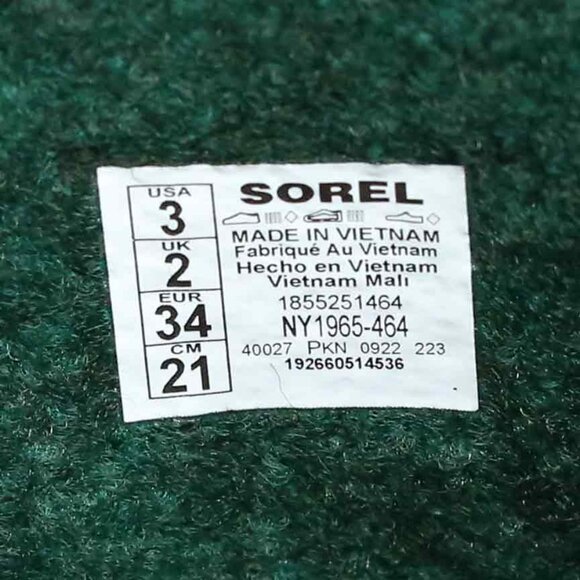 USA
3
UK
2
EUR
34
CM
21
SOREL
MADE IN VIETNAM
Fabriqué Au Vietnam
Hecho en Vietnam
Vietnam Malı
1855251464
NY1965-464
40027 PKN 0922 223
192660514536